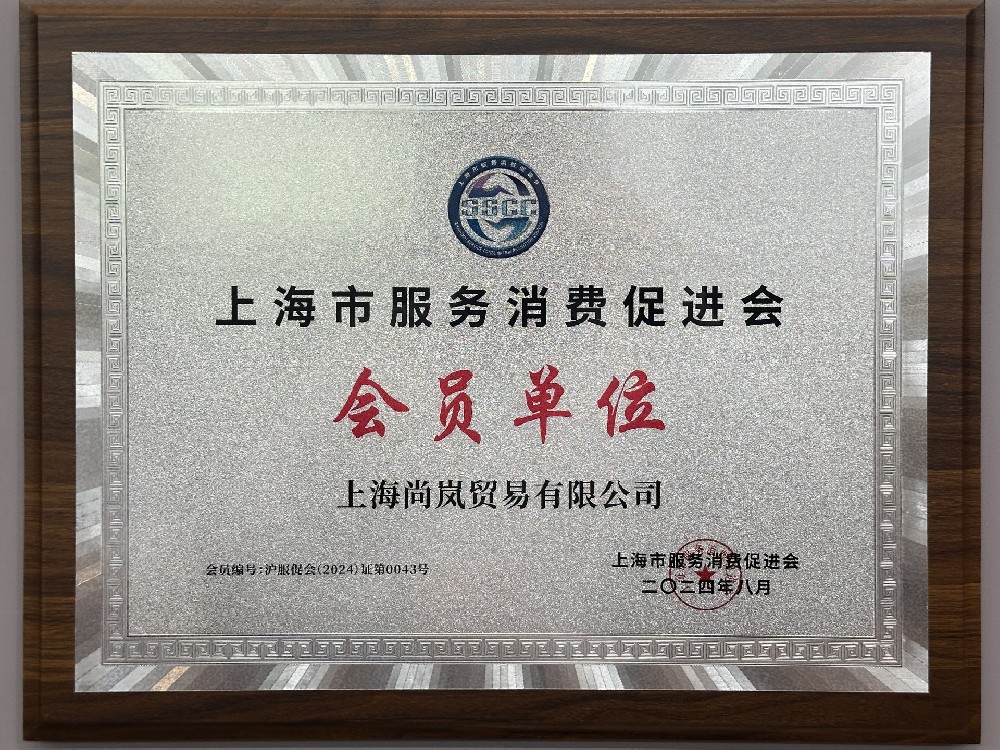 SSCC
上海市服务消费促进会
会员单位
上海尚岚贸易有限公司
会员编号:沪服促会(2024)证第0043号
上海市服务消费促进会
二〇二四年八月